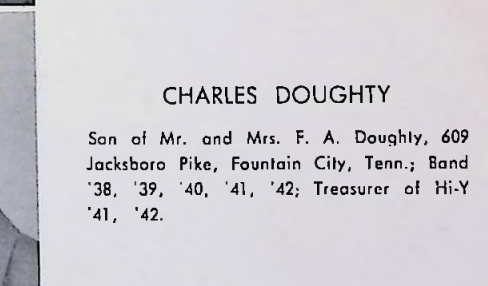 CHARLES DOUGHTY
Son of Mr. and Mrs. F. A. Doughty, 609
Jacksboro Pike, Fountain City, Tenn.; Band
'38, '39, '40, '41, '42; Treasurer of Hi-Y
'41, '42.